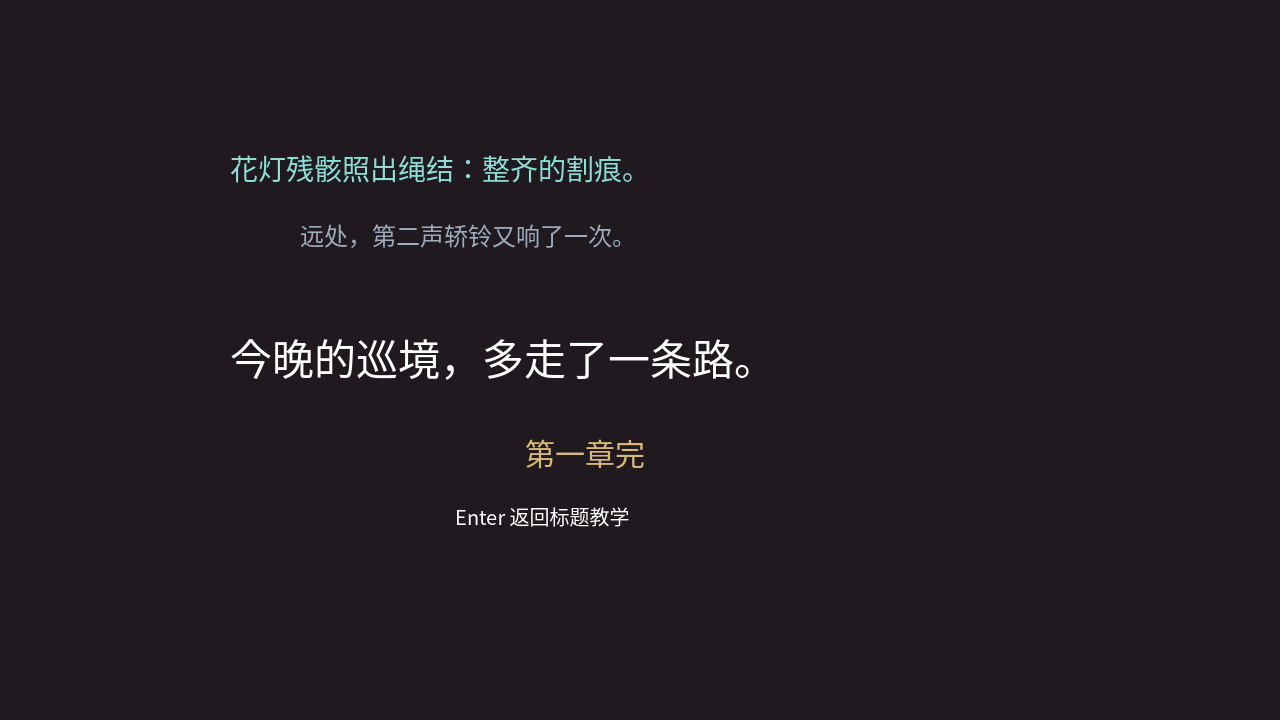 花灯残骸照出绳结：整齐的割痕。
远处，第二声轿铃又响了一次。
今晚的巡境，多走了一条路。
第一章完
Enter 返回标题教学